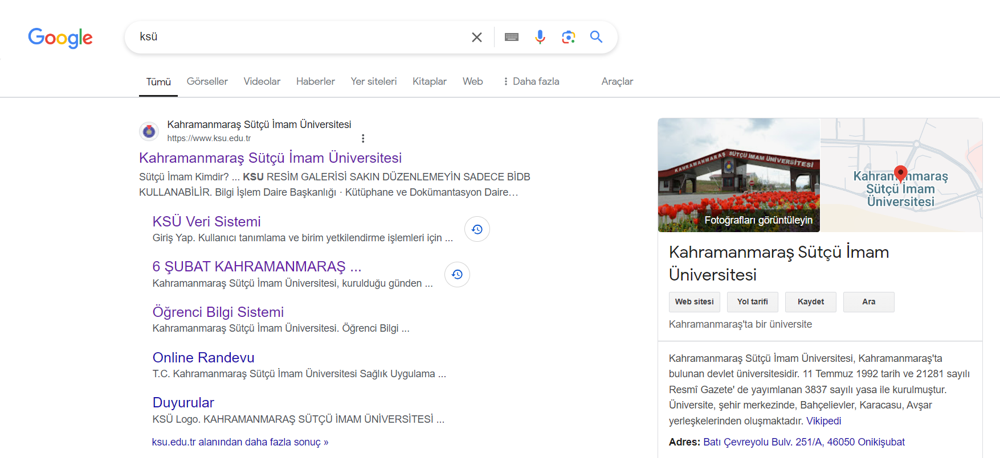 Google
ksü
Tümü Görseller Videolar Haberler Yer siteleri Kitaplar Web Daha fazla Araçlar
Kahramanmaraş Sütçü İmam Üniversitesi
https://www.ksu.edu.tr
Kahramanmaraş Sütçü İmam Üniversitesi
Sütçü İmam Kimdir? ... KSU RESİM GALERİSİ SAKIN DÜZENLEMEYİN SADECE BİDB
KULLANABİLİR. Bilgi İşlem Daire Başkanlığı · Kütüphane ve Dokümantasyon Daire…
KSÜ Veri Sistemi
Giriş Yap. Kullanıcı tanımlama ve birim yetkilendirme işlemleri için ...
6 ŞUBAT KAHRAMANMARAŞ ...
Kahramanmaraş Sütçü İmam Üniversitesi, kurulduğu günden ...
Öğrenci Bilgi Sistemi
Kahramanmaraş Sütçü İmam Üniversitesi. Öğrenci Bilgi ...
Online Randevu
T.C. Kahramanmaraş Sütçü İmam Üniversitesi Sağlık Uygulama ...
Duyurular
KSÜ Logo. KAHRAMANMARAŞ SÜTÇÜ İMAM ÜNİVERSİTESİ ...
ksu.edu.tr alanından daha fazla sonuç »
KAHRAMANMARAŞ SÜTÇÜ İMAM ÜNİVERSİTESİ
Fotoğrafları görüntüleyin
Kahramanmaraş
Sütçü İmam
Üniversitesi
Kahramanmaraş Sütçü İmam
Üniversitesi
Web sitesi Yol tarifi Kaydet Ara
Kahramanmaraş'ta bir üniversite
Kahramanmaraş Sütçü İmam Üniversitesi, Kahramanmaraş'ta
bulunan devlet üniversitesidir. 11 Temmuz 1992 tarih ve 21281 sayılı
Resmî Gazete' de yayımlanan 3837 sayılı yasa ile kurulmuştur.
Üniversite, şehir merkezinde, Bahçelievler, Karacasu, Avşar
yerleşkelerinden oluşmaktadır. Vikipedi
Adres: Batı Çevreyolu Bulv. 251/A, 46050 Onikişubat